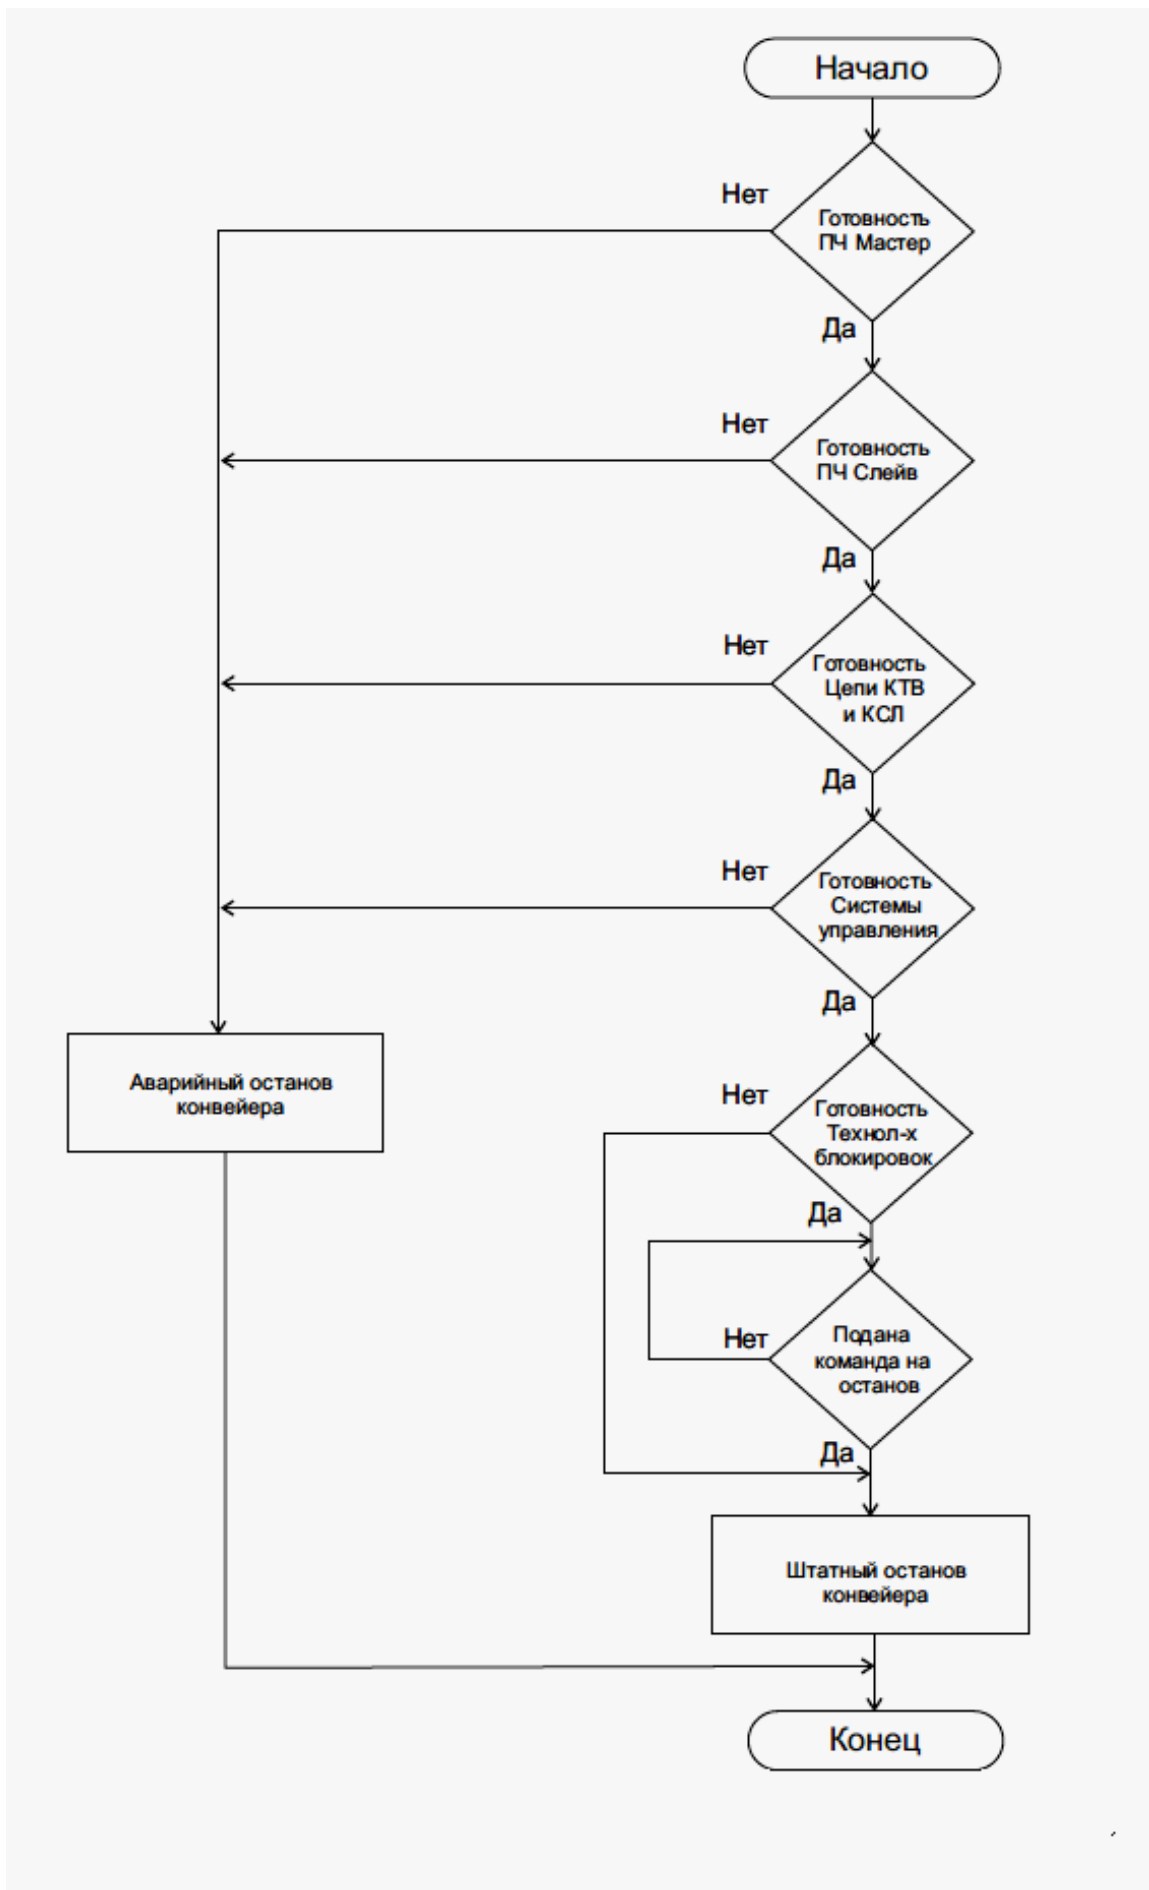 Начало
Нет
Готовность
ПЧ Мастер
Да
Нет
Готовность
ПЧ Слейв
Да
Нет
Готовность
Цепи КТВ
и КСЛ
Да
Нет
Готовность
Системы
управления
Да
Аварийный останов
конвейера
Нет
Готовность
Технол-х
блокировок
Да
Нет
Подана
команда на
останов
Да
Штатный останов
конвейера
Конец